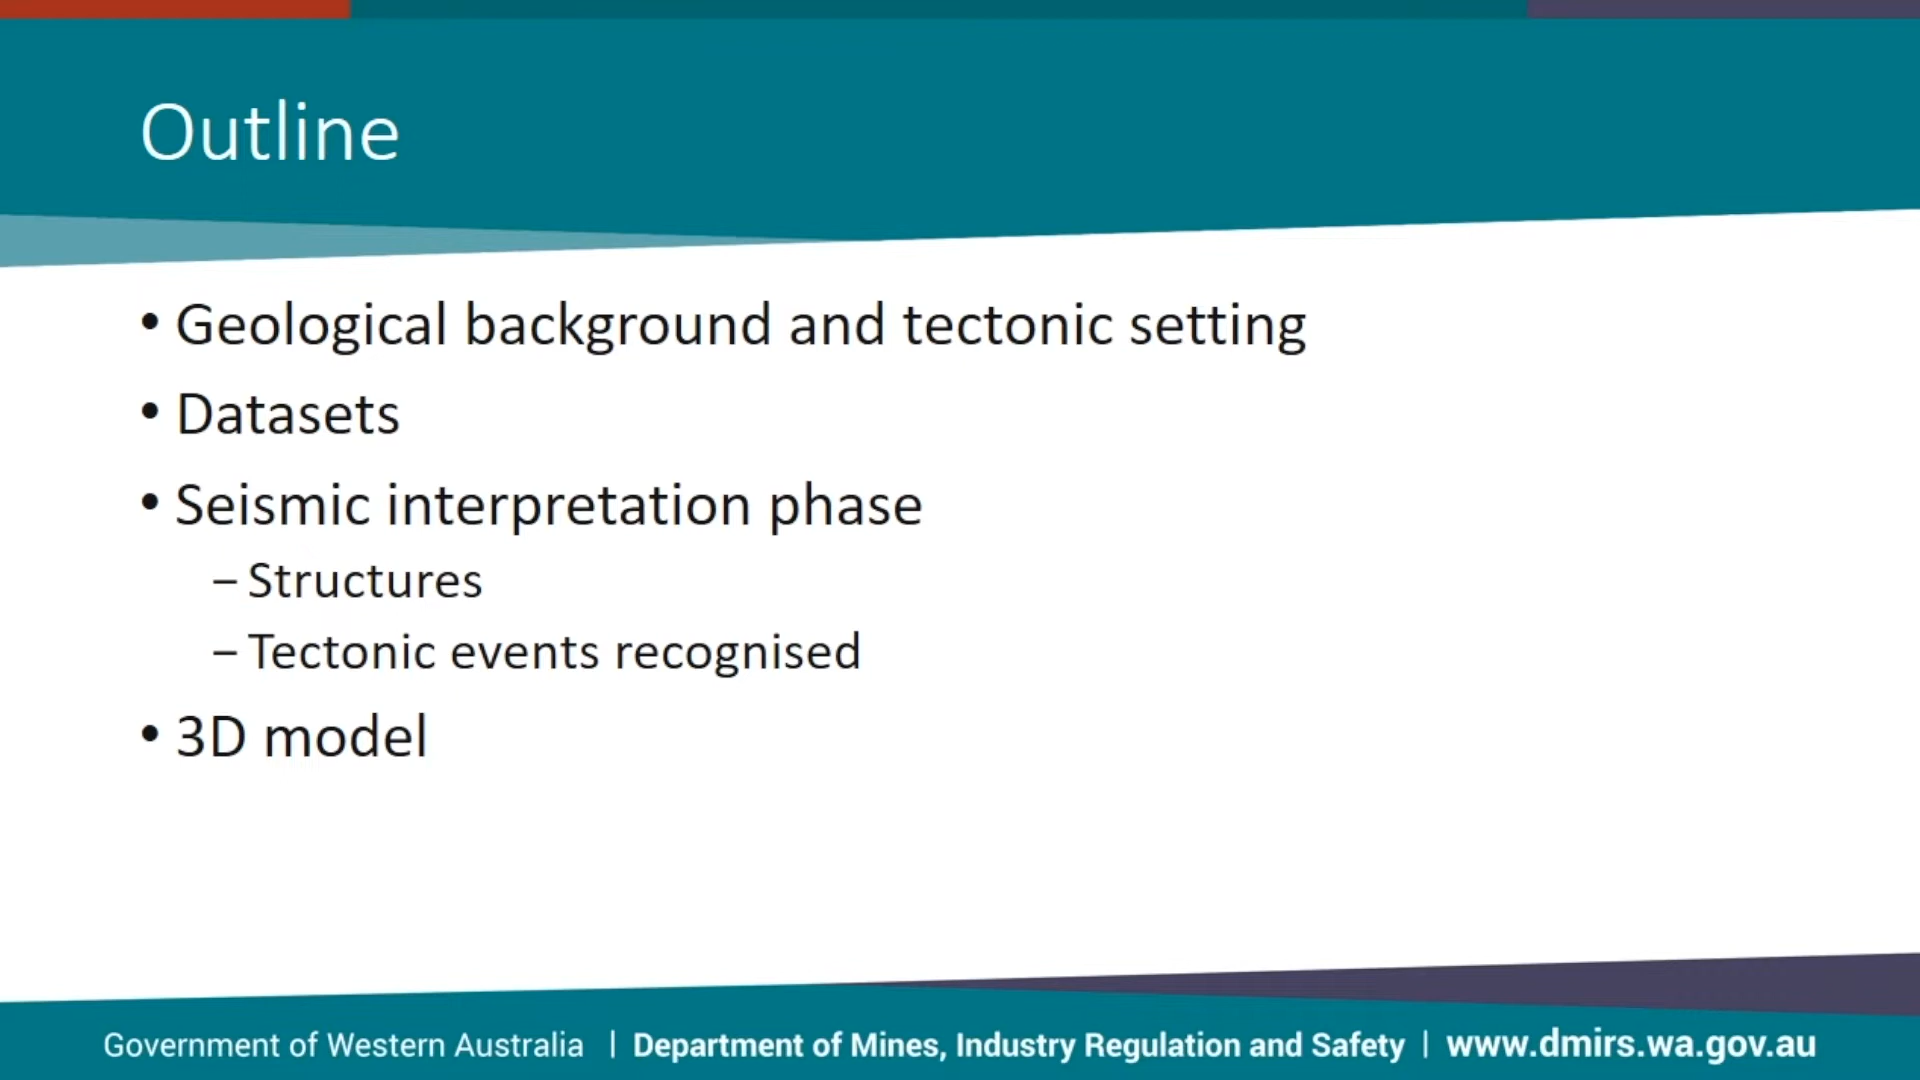 Outline
• Geological background and tectonic setting
• Datasets
• Seismic interpretation phase
– Structures
– Tectonic events recognised
• 3D model
Government of Western Australia | Department of Mines, Industry Regulation and Safety | www.dmirs.wa.gov.au